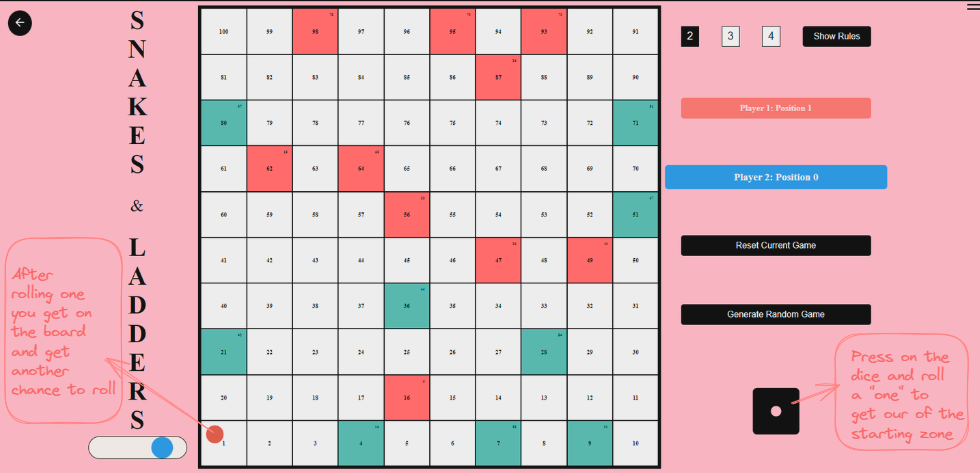 SNAKES
&
LADDERS
100 99 98 97 96 95 94 93 92 91
81 82 83 84 85 86 87 88 89 90
80 79 78 77 76 75 74 73 72 71
61 62 63 64 65 66 67 68 69 70
60 59 58 57 56 55 54 53 52 51
41 42 43 44 45 46 47 48 49 50
40 39 38 37 36 35 34 33 32 31
21 22 23 24 25 26 27 28 29 30
20 19 18 17 16 15 14 13 12 11
1 2 3 4 5 6 7 8 9 10
After
rolling one
you get on
the board
and get
another
chance to roll
2 3 4 Show Rules
Player 1: Position 1
Player 2: Position 0
Reset Current Game
Generate Random Game
Press on the
dice and roll
a "one" to
get our of the
starting zone